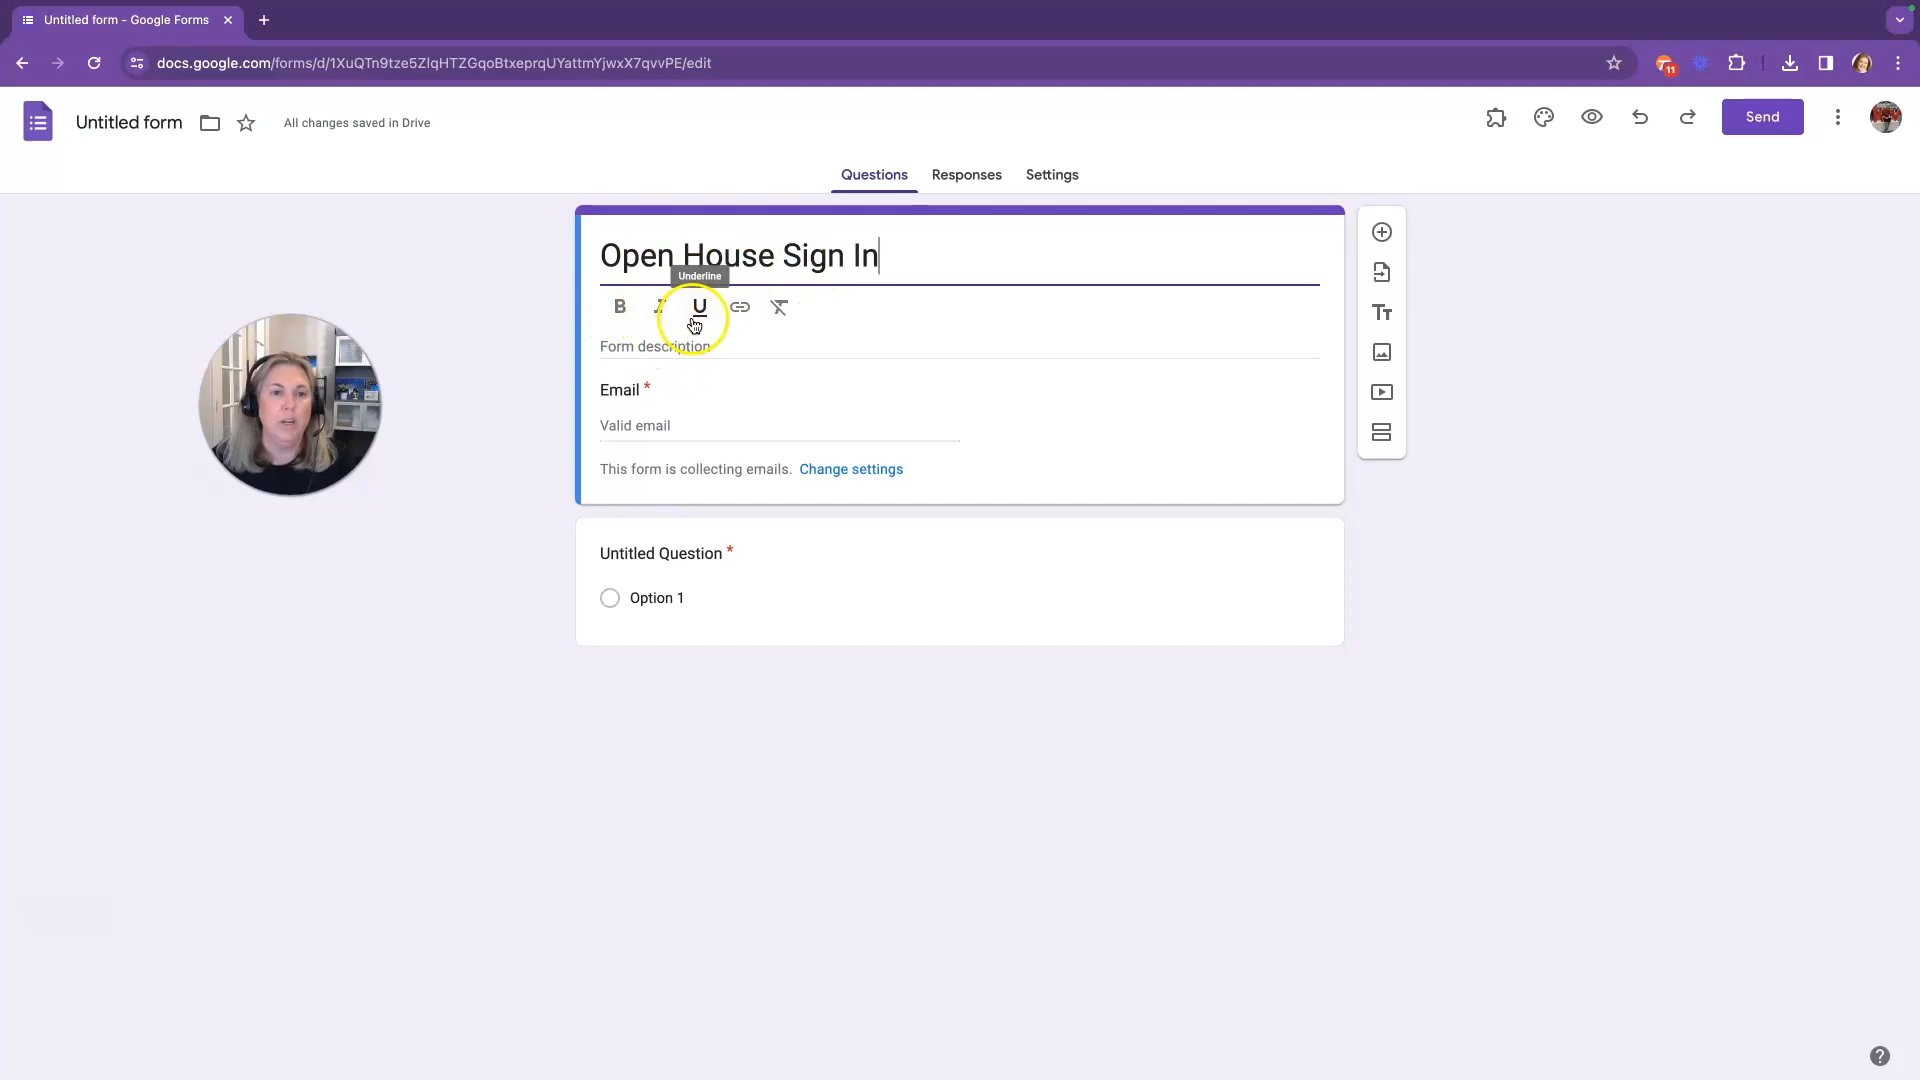 Untitled form - Google Forms
docs.google.com/forms/d/1XuQTn9tze5ZlqHTZGqoBtxeprqUYattmYjwxX7qvvPE/edit
11
Untitled form
All changes saved in Drive
Send
Questions
Responses
Settings
Open House Sign In
Underline
B I U
Form description
Email *
Valid email
This form is collecting emails. Change settings
Untitled Question *
Option 1
Tт